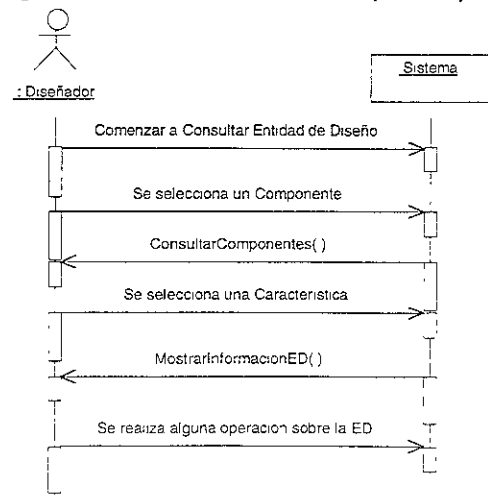 : Diseñador
Sistema
Comenzar a Consultar Entidad de Diseño
Se selecciona un Componente
ConsultarComponentes( )
Se selecciona una Caracteristica
MostrarInformacionED( )
Se realiza alguna operacion sobre la ED